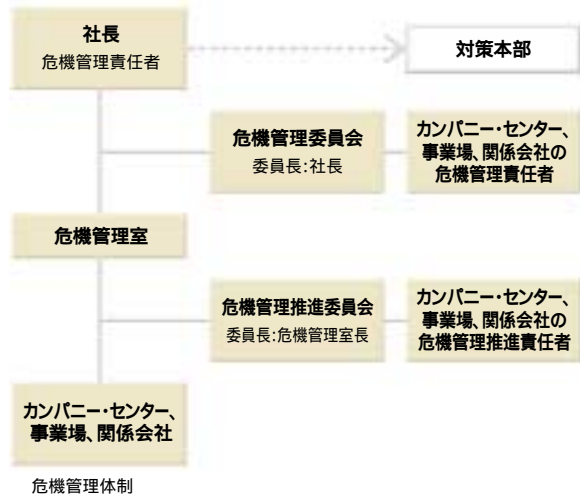 社長
危機管理責任者
対策本部
危機管理委員会
委員長:社長
カンパニー・センター、
事業場、関係会社の
危機管理責任者
危機管理室
危機管理推進委員会
委員長:危機管理室長
カンパニー・センター、
事業場、関係会社の
危機管理推進責任者
カンパニー・センター、
事業場、関係会社
危機管理体制